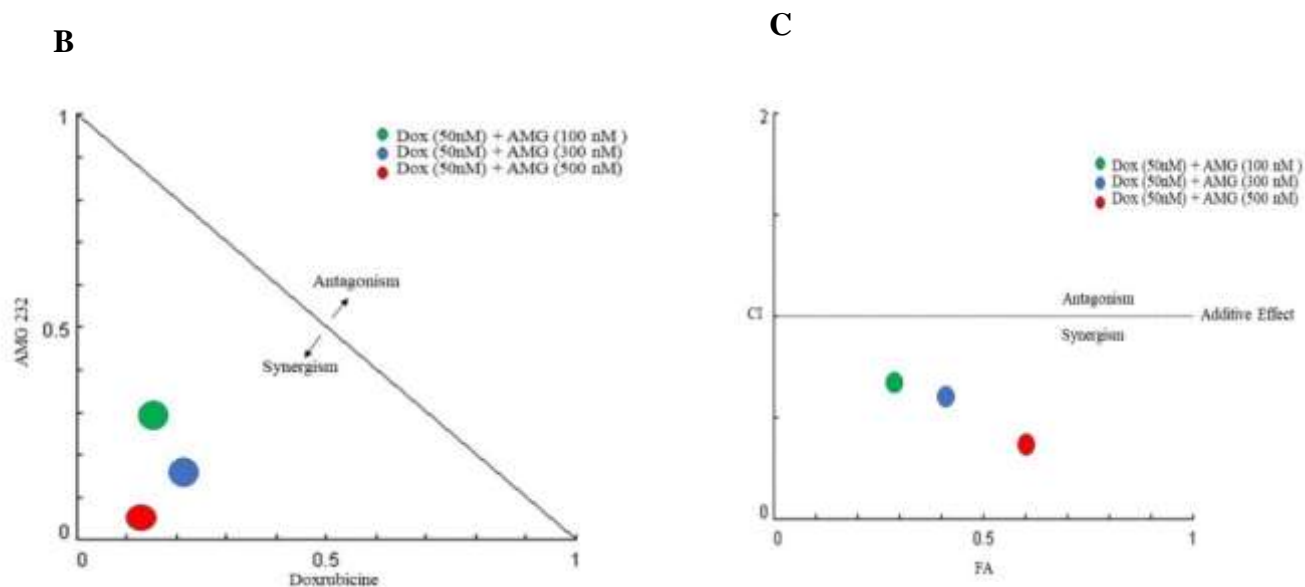 B
1
Dox (50nM) + AMG (100 nM )
Dox (50nM) + AMG (300 nM)
Dox (50nM) + AMG (500 nM)
Antagonism
AMG 232
0.5
Synergism
0
0
0.5
1
Doxrubicine
C
2
Dox (50nM) + AMG (100 nM )
Dox (50nM) + AMG (300 nM)
Dox (50nM) + AMG (500 nM)
Antagonism
CI
Additive Effect
Synergism
0
0
0.5
1
FA